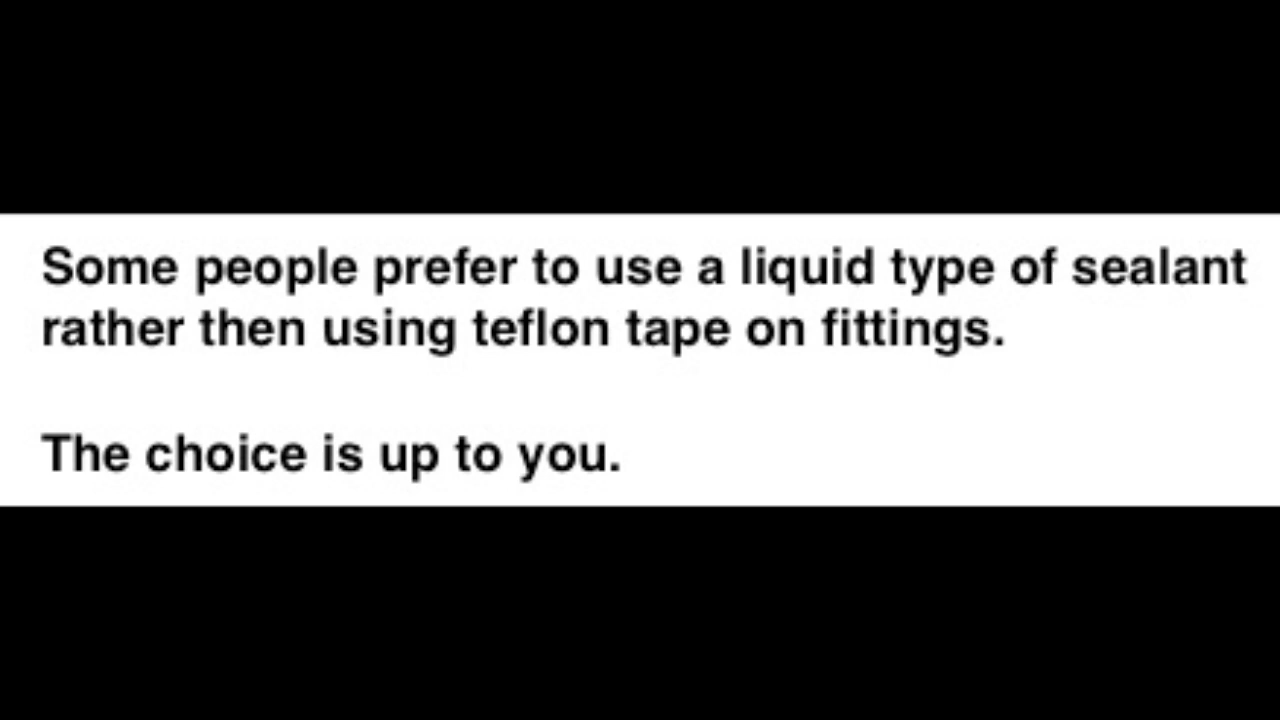 Some people prefer to use a liquid type of sealant
rather then using teflon tape on fittings.
The choice is up to you.